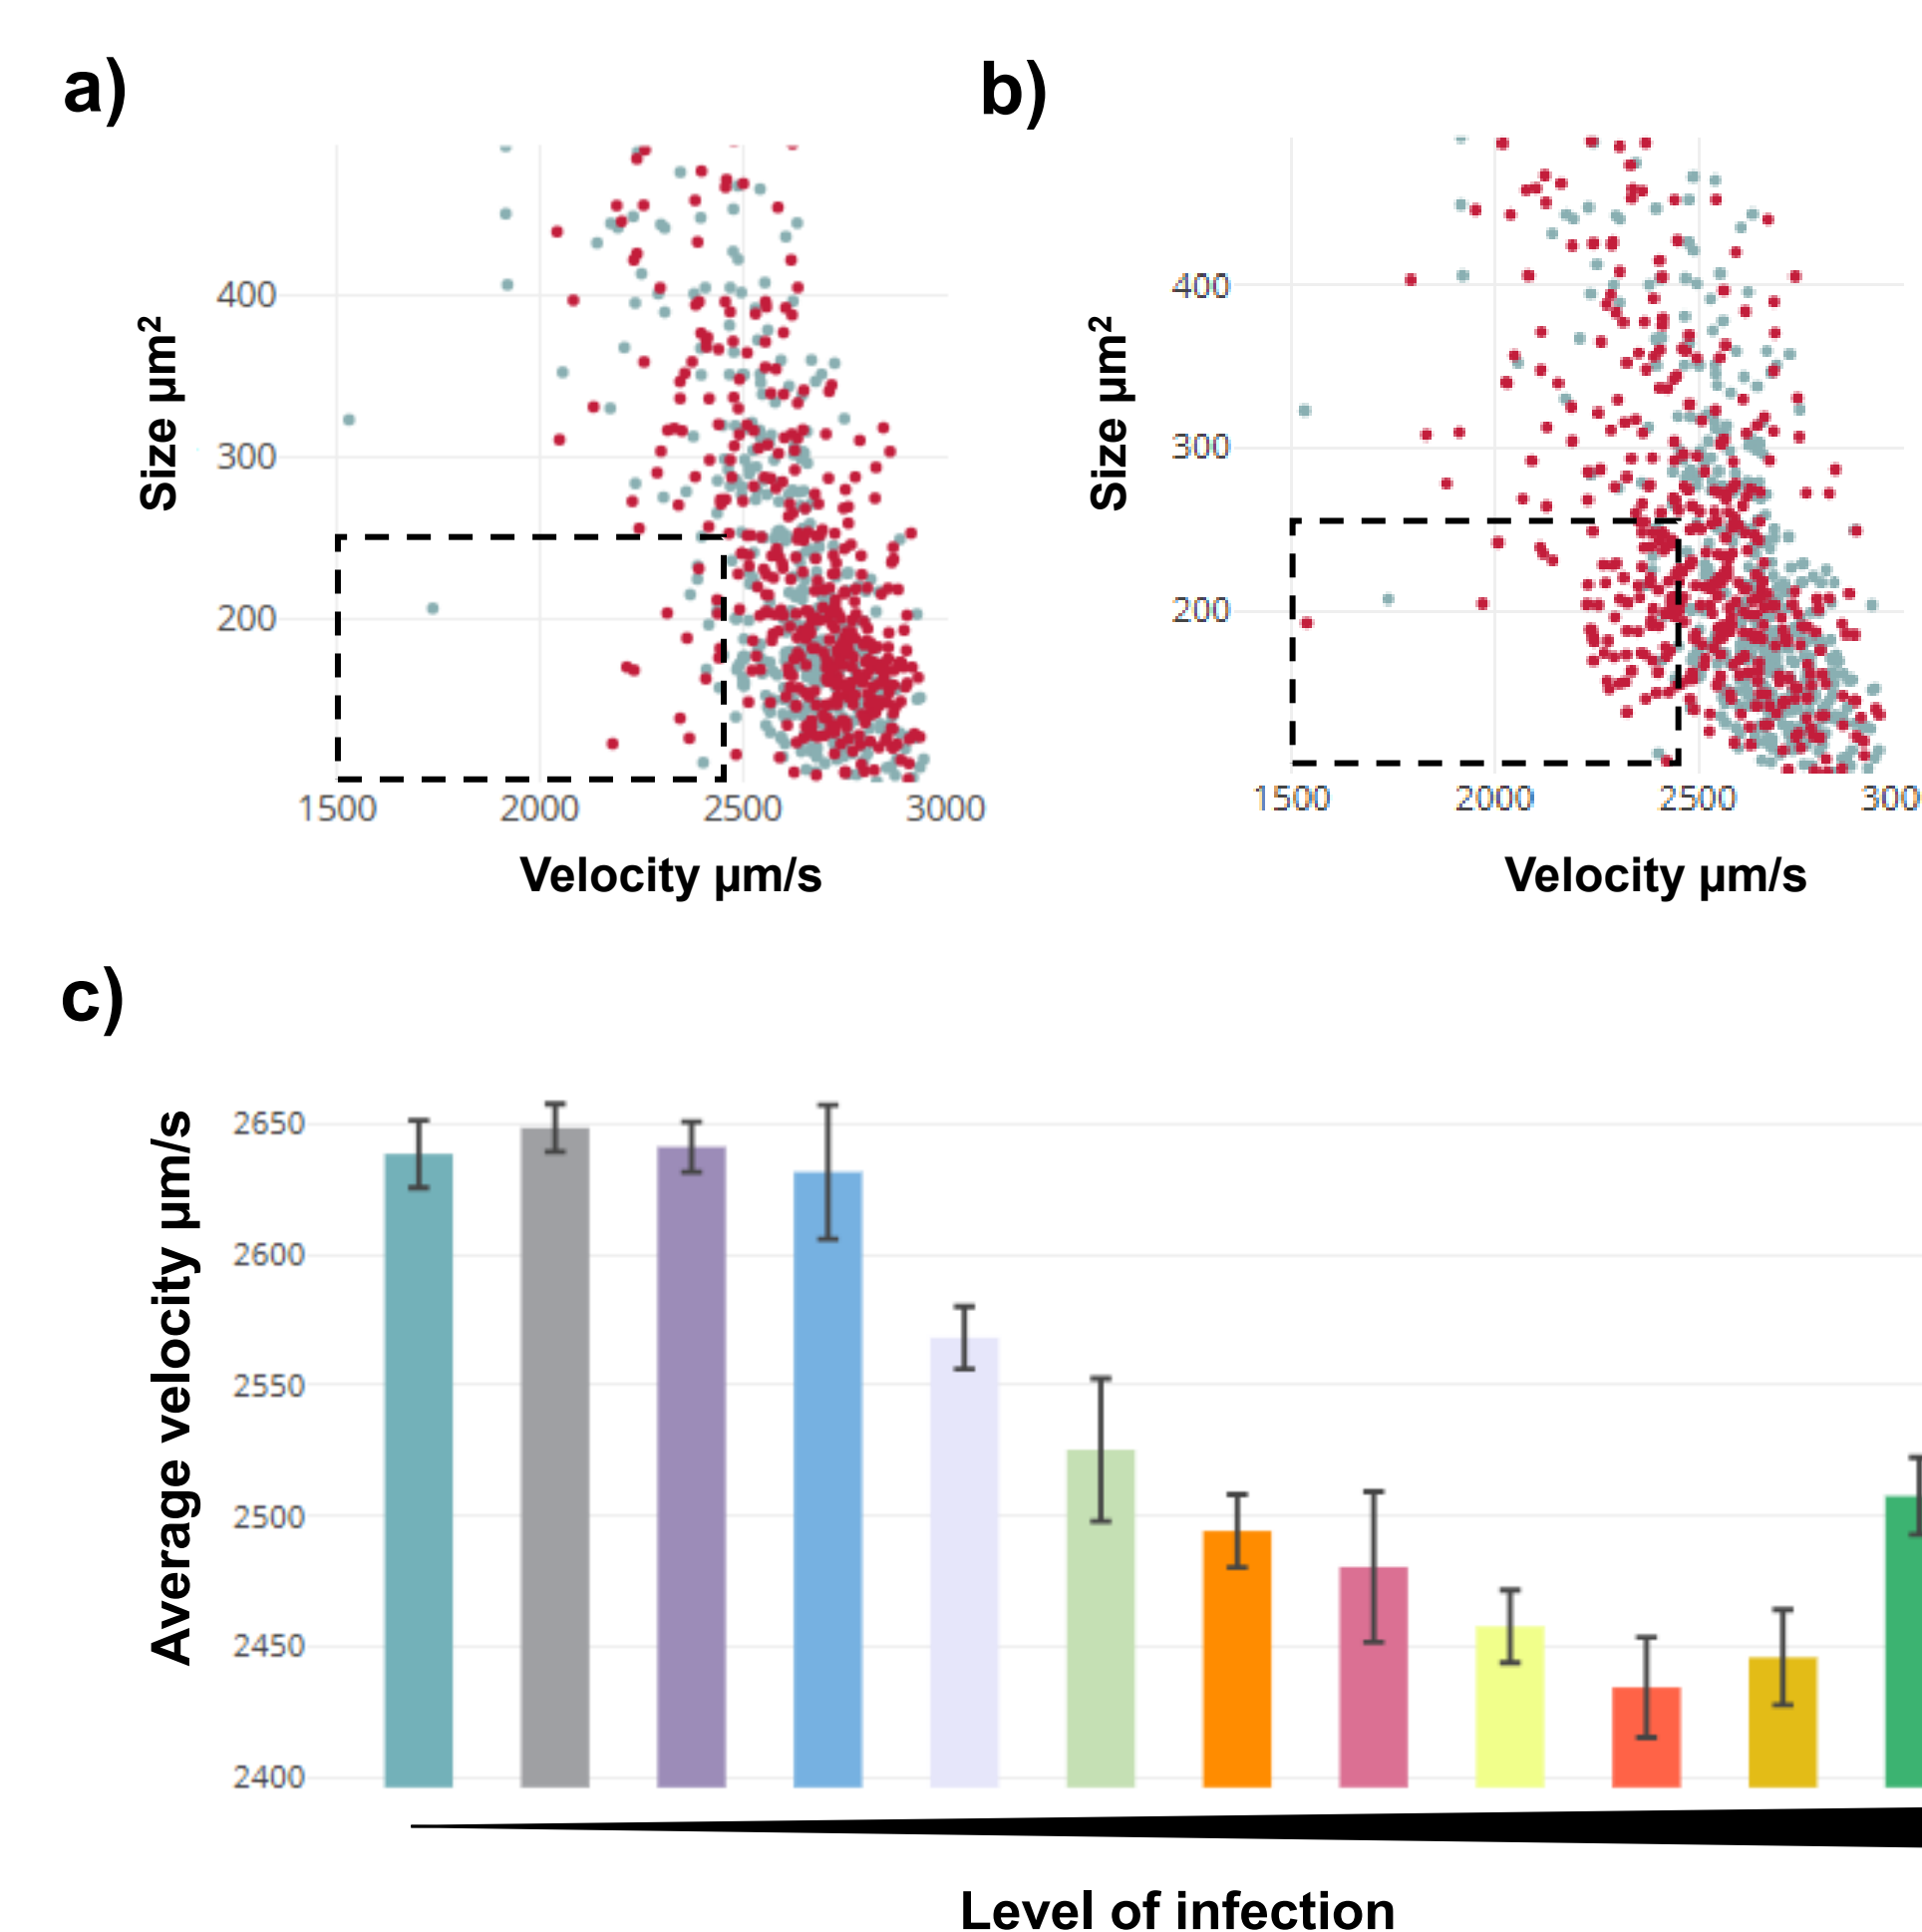 a)
b)
Size µm²
400
300
200
1500 2000 2500 3000
Velocity µm/s
Size µm²
400
300
200
1500 2000 2500 300
Velocity µm/s
c)
Average velocity µm/s
2650
2600
2550
2500
2450
2400
Level of infection